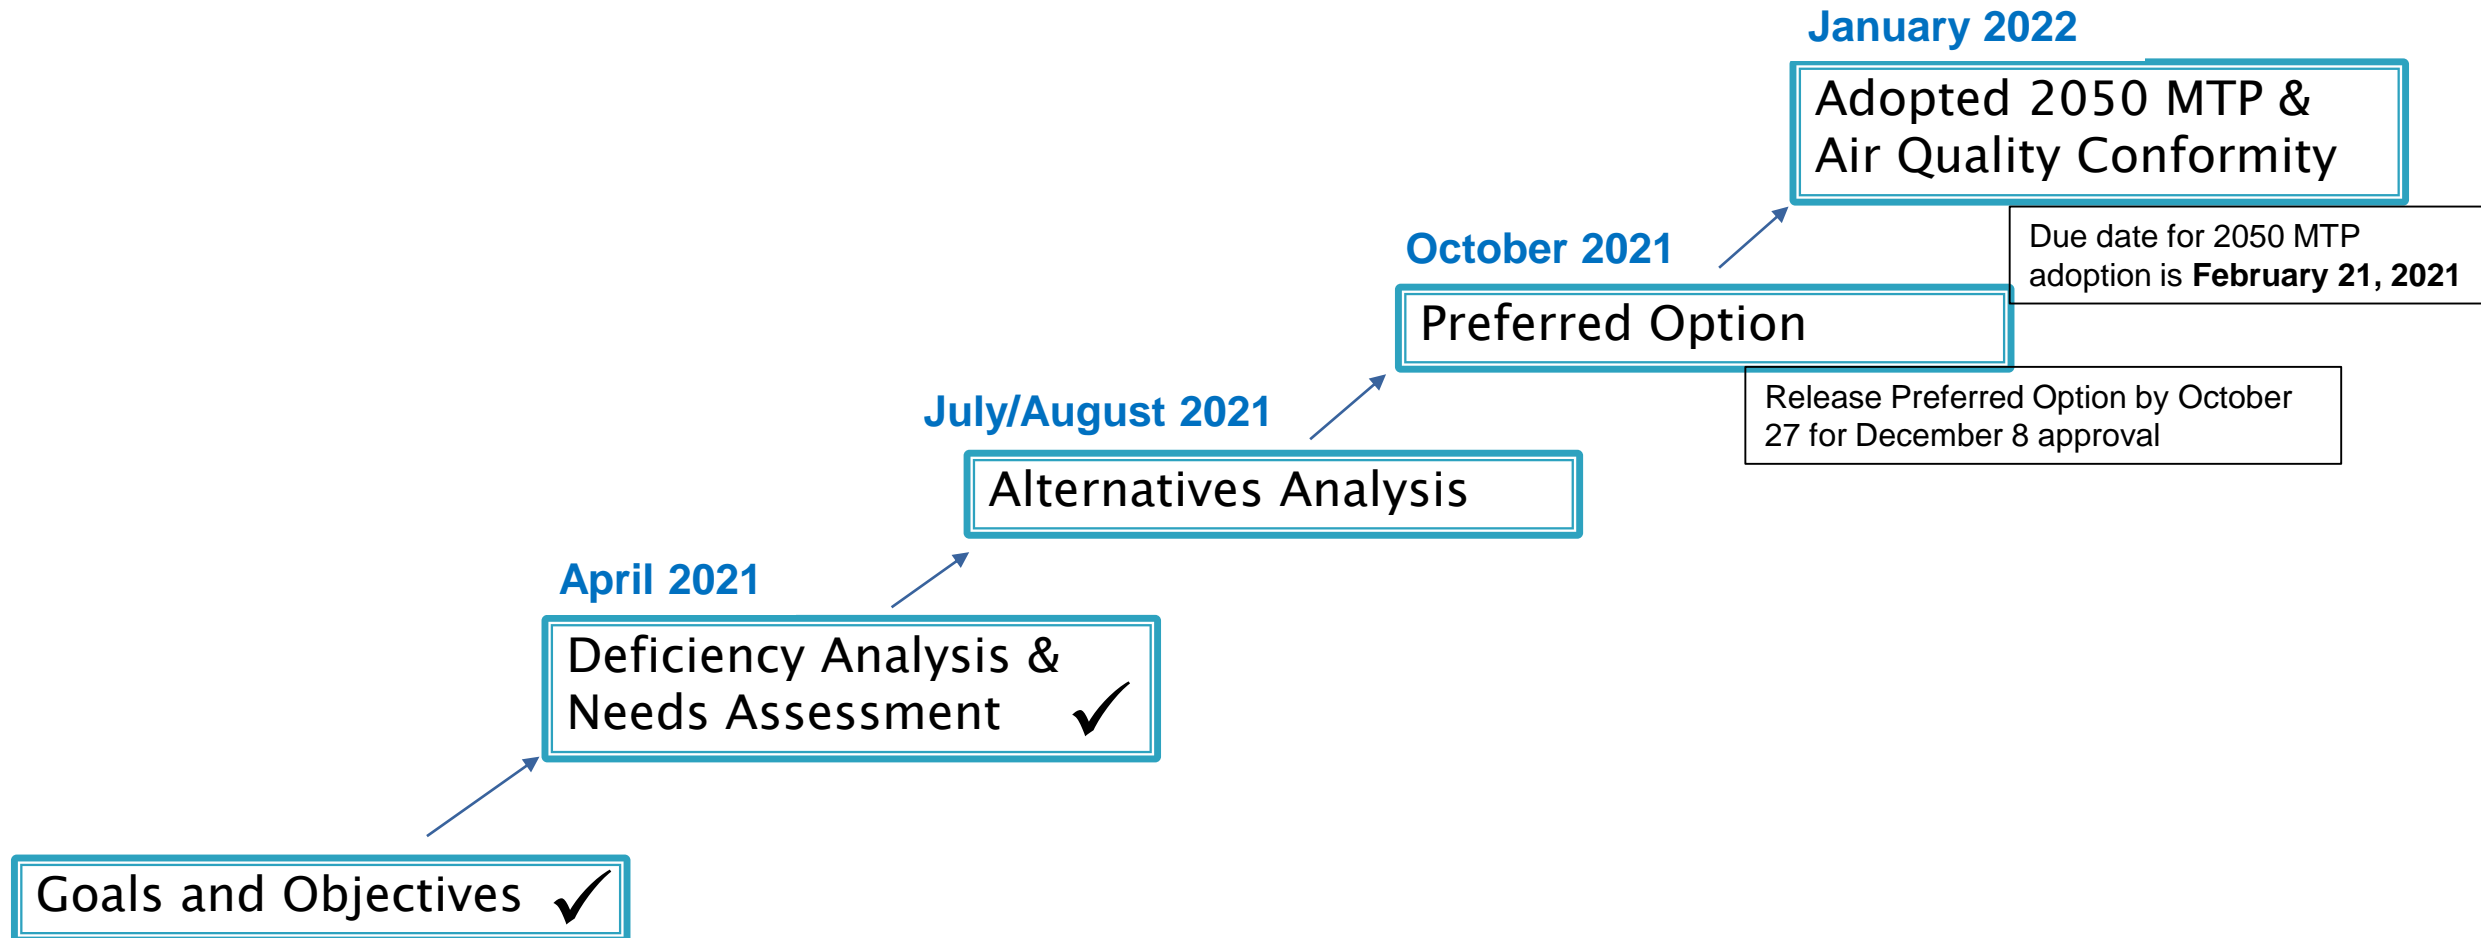 January 2022
Adopted 2050 MTP &
Air Quality Conformity
Due date for 2050 MTP
adoption is February 21, 2021
October 2021
Preferred Option
Release Preferred Option by October
27 for December 8 approval
July/August 2021
Alternatives Analysis
April 2021
Deficiency Analysis &
Needs Assessment ✓
Goals and Objectives ✓